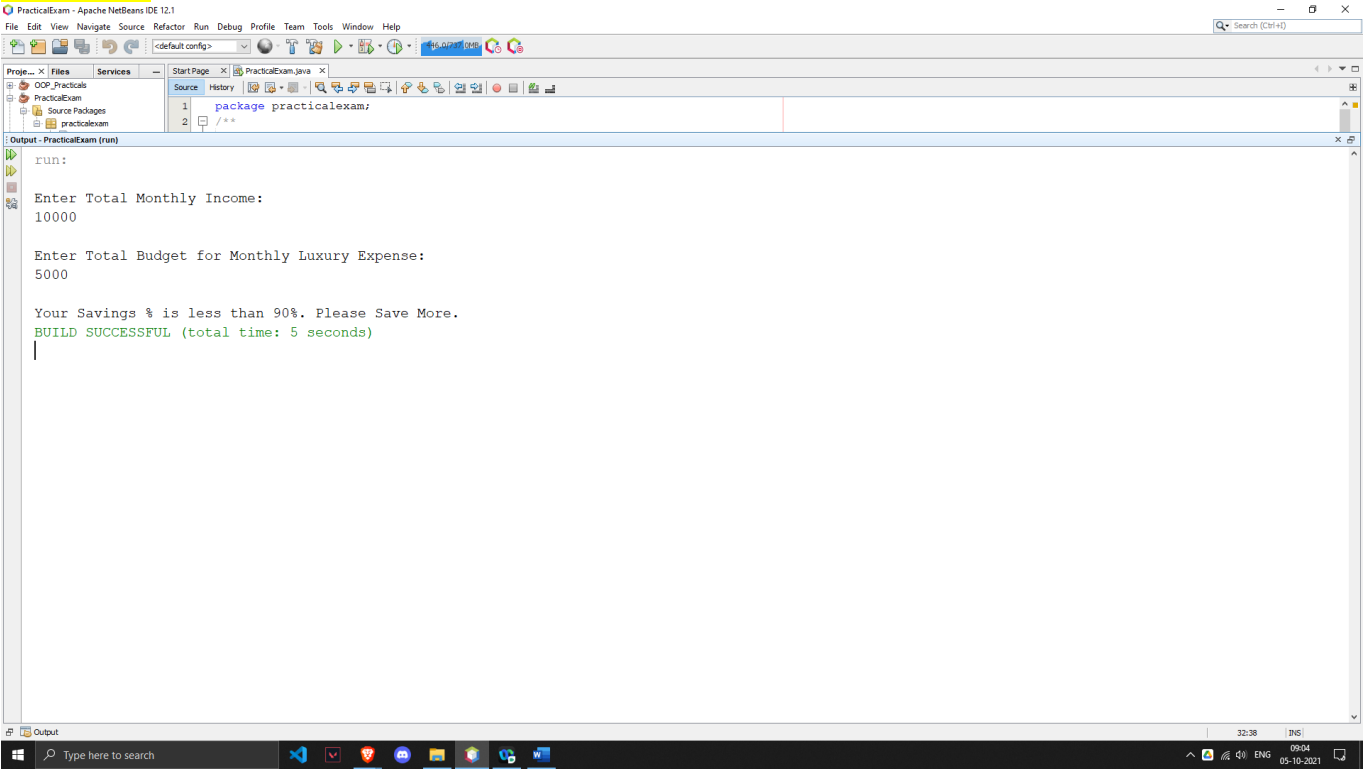 PracticalExam - Apache NetBeans IDE 12.1
File Edit View Navigate Source Refactor Run Debug Profile Team Tools Window Help
Search (Ctrl+I)
<default config>
Proje... Files Services
Start Page PracticalExam.java
OOP_Practicals
PracticalExam
Source Packages
practicalexam
Source History
1 package practicalexam;
2 /**
Output - PracticalExam (run)
run:
Enter Total Monthly Income:
10000
Enter Total Budget for Monthly Luxury Expense:
5000
Your Savings % is less than 90%. Please Save More.
BUILD SUCCESSFUL (total time: 5 seconds)
Output
32:38 INS
Type here to search
ENG
09:04
05-10-2021